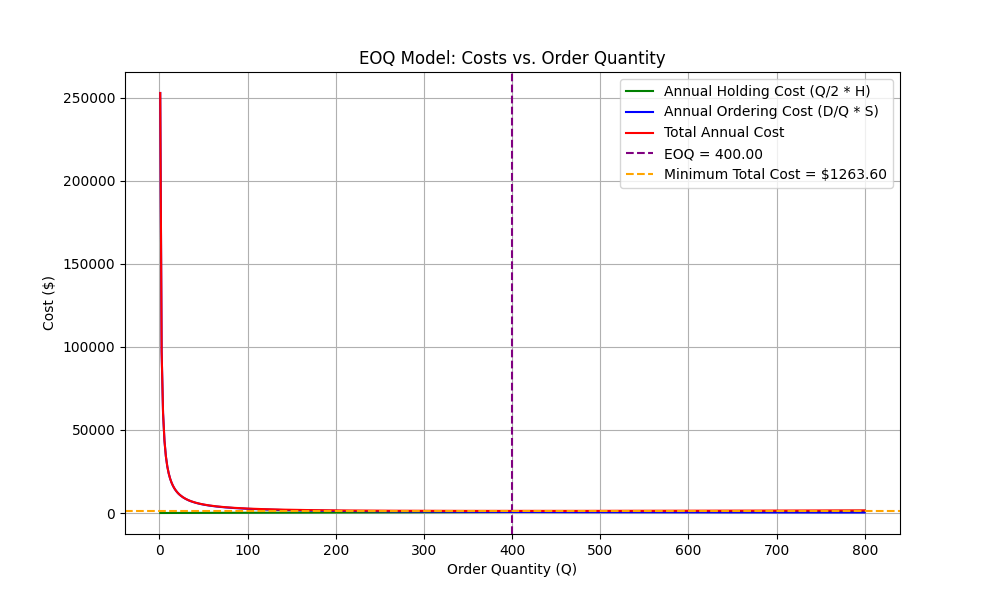 EOQ Model: Costs vs. Order Quantity
Annual Holding Cost (Q/2 * H)
Annual Ordering Cost (D/Q * S)
Total Annual Cost
EOQ = 400.00
Minimum Total Cost = $1263.60
Cost ($)
250000
200000
150000
100000
50000
0
0 100 200 300 400 500 600 700 800
Order Quantity (Q)